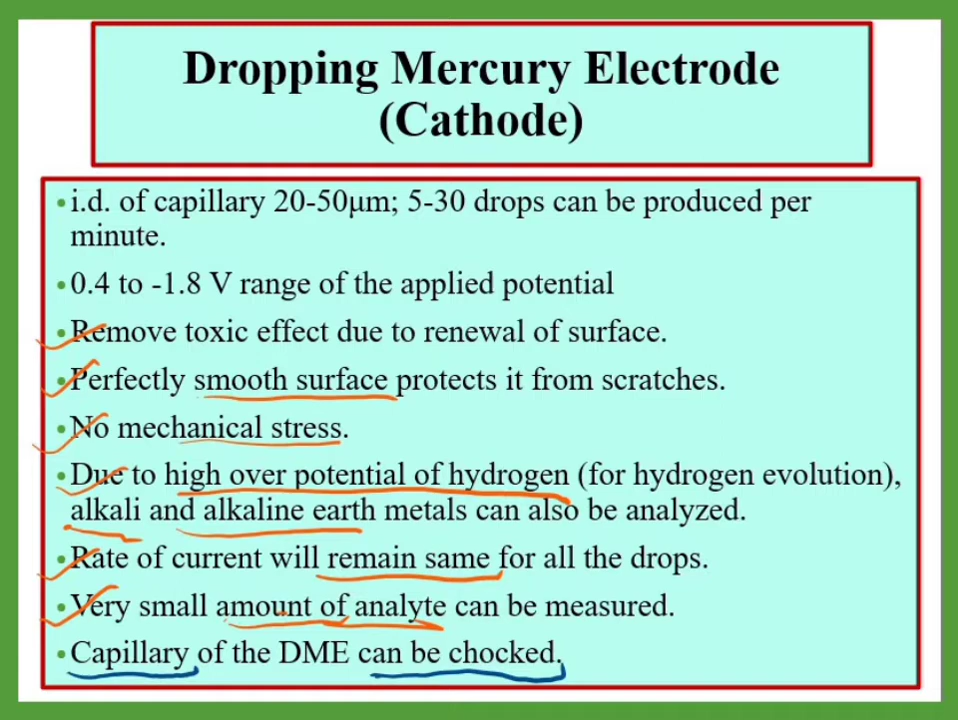 Dropping Mercury Electrode
(Cathode)
•i.d. of capillary 20-50μm; 5-30 drops can be produced per
minute.
•0.4 to -1.8 V range of the applied potential
•Remove toxic effect due to renewal of surface.
•Perfectly smooth surface protects it from scratches.
•No mechanical stress.
•Due to high over potential of hydrogen (for hydrogen evolution),
alkali and alkaline earth metals can also be analyzed.
•Rate of current will remain same for all the drops.
•Very small amount of analyte can be measured.
•Capillary of the DME can be chocked.